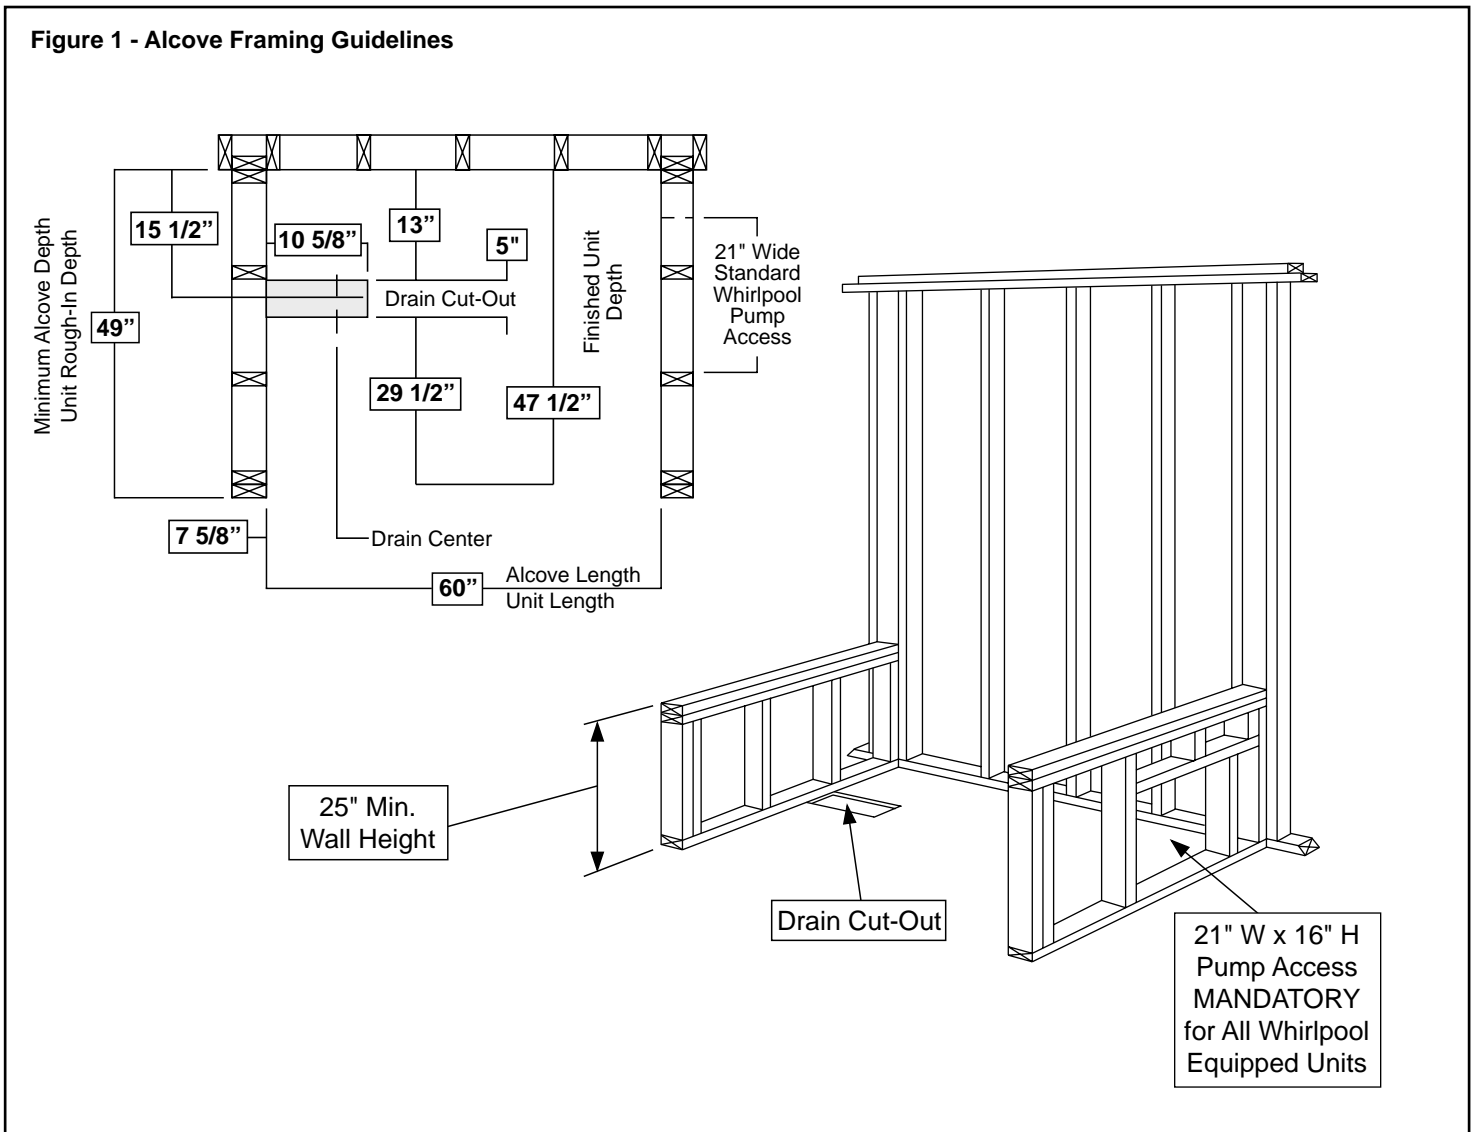 Figure 1 - Alcove Framing Guidelines
Minimum Alcove Depth
Unit Rough-In Depth
49”
15 1/2”
10 5/8”
13”
5"
Drain Cut-Out
Finished Unit
Depth
21" Wide
Standard
Whirlpool
Pump
Access
29 1/2”
47 1/2”
7 5/8”
Drain Center
60”
Alcove Length
Unit Length
25" Min.
Wall Height
Drain Cut-Out
21" W x 16" H
Pump Access
MANDATORY
for All Whirlpool
Equipped Units